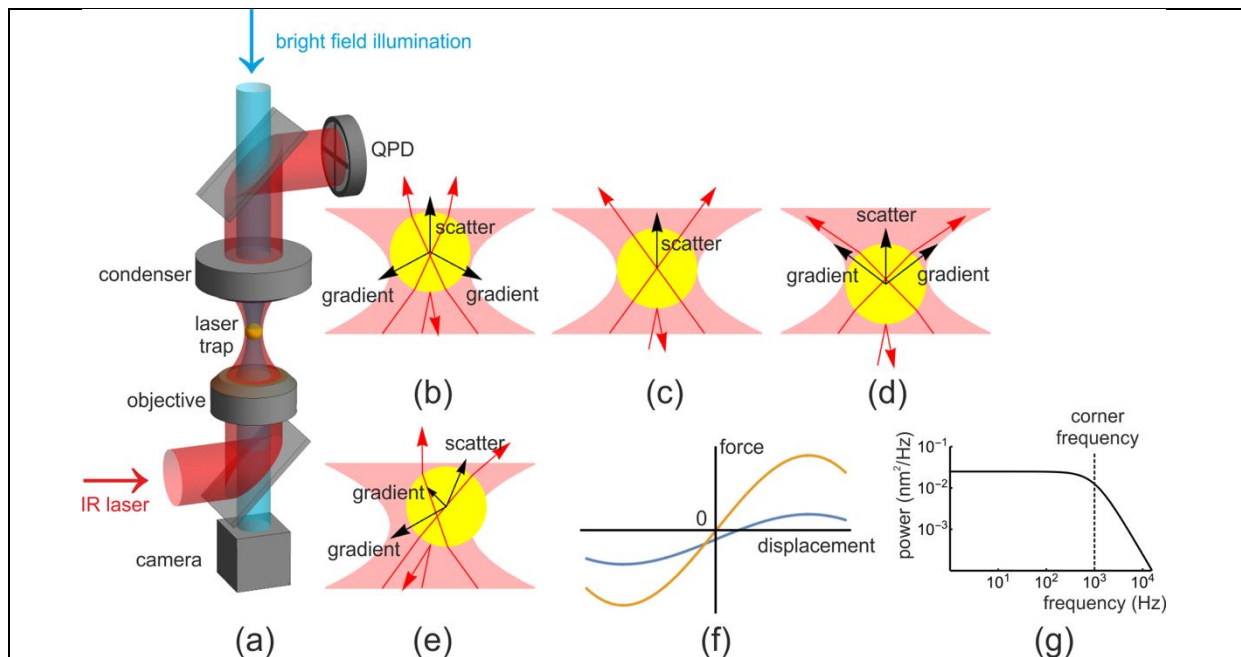 bright field illumination
QPD
condenser
laser
trap
objective
IR laser
camera
(a)
scatter
gradient
gradient
(b)
scatter
(c)
scatter
gradient
gradient
(d)
scatter
gradient
gradient
(e)
force
0
displacement
(f)
corner
frequency
power (nm²/Hz)
10⁻¹
10⁻²
10⁻³
10¹
10²
10³
10⁴
frequency (Hz)
(g)